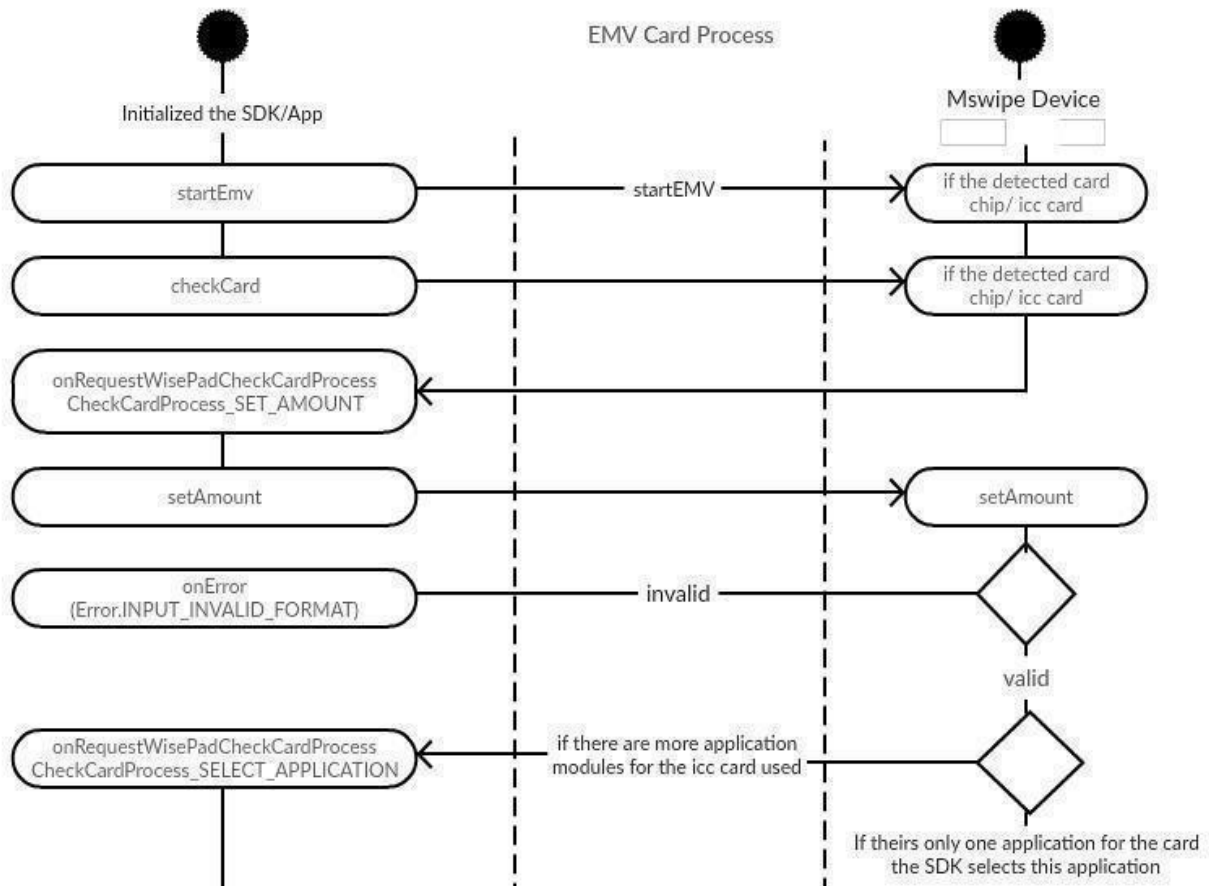 EMV Card Process
Initialized the SDK/App
Mswipe Device
startEmv
startEMV
if the detected card
chip/ icc card
checkCard
if the detected card
chip/ icc card
onRequestWisePadCheckCardProcess
CheckCardProcess_SET_AMOUNT
setAmount
setAmount
onError
(Error.INPUT_INVALID_FORMAT)
invalid
valid
onRequestWisePadCheckCardProcess
CheckCardProcess_SELECT_APPLICATION
if there are more application
modules for the icc card used
If theirs only one application for the card
the SDK selects this application